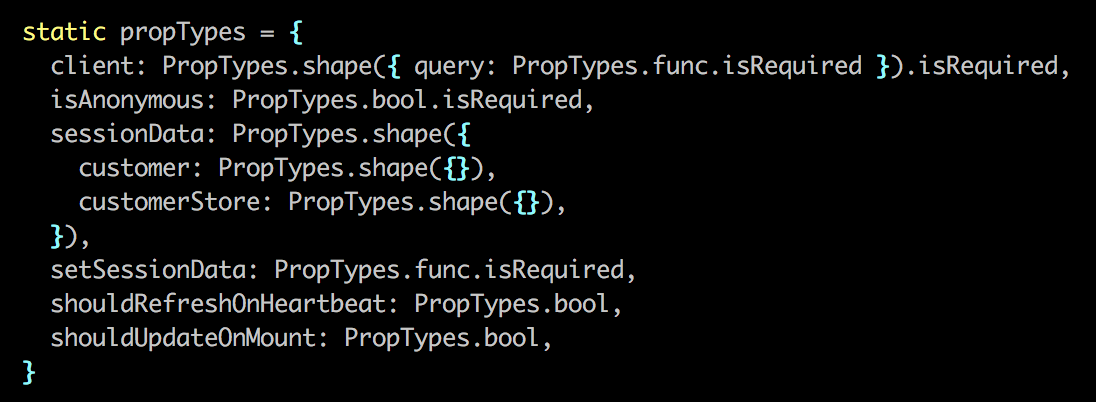 static propTypes = {
  client: PropTypes.shape({ query: PropTypes.func.isRequired }).isRequired,
  isAnonymous: PropTypes.bool.isRequired,
  sessionData: PropTypes.shape({
    customer: PropTypes.shape({}),
    customerStore: PropTypes.shape({}),
  }),
  setSessionData: PropTypes.func.isRequired,
  shouldRefreshOnHeartbeat: PropTypes.bool,
  shouldUpdateOnMount: PropTypes.bool,
}